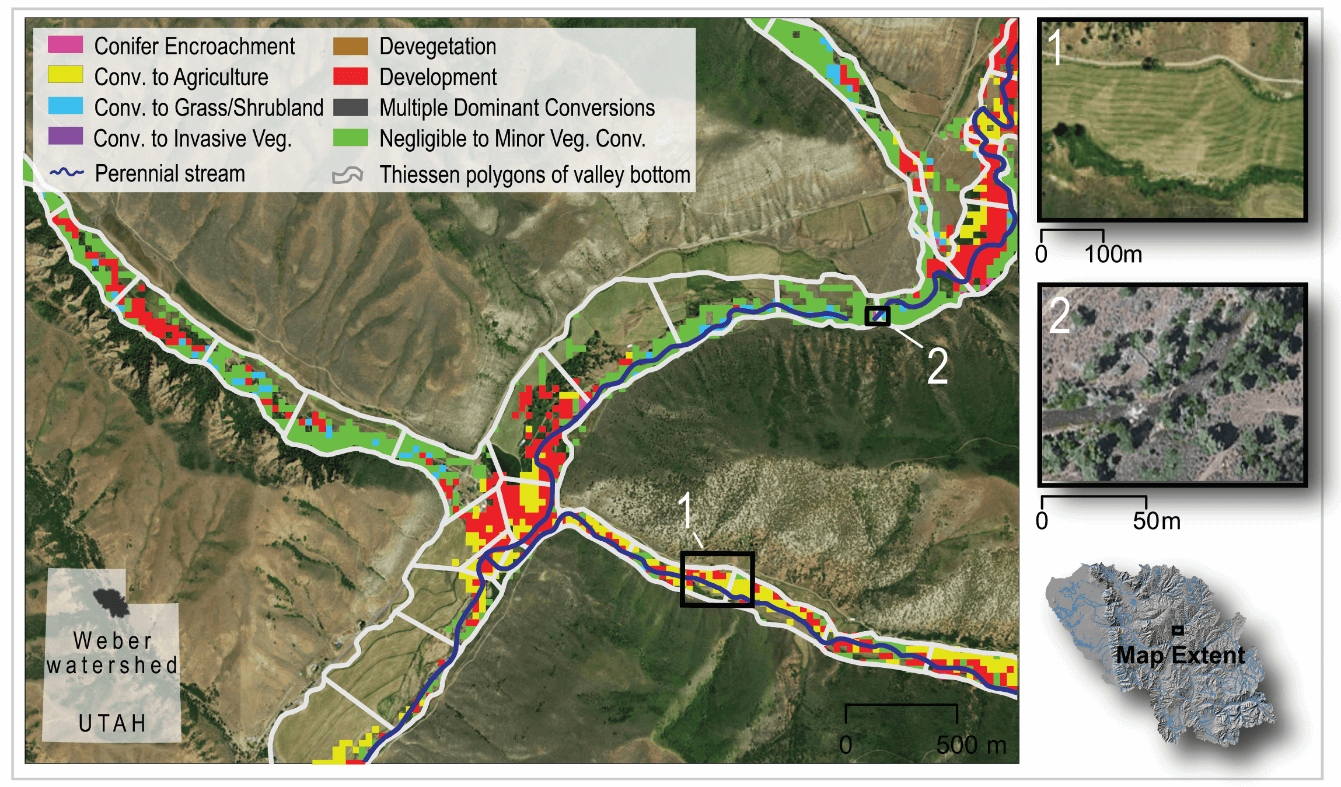 Conifer Encroachment
Conv. to Agriculture
Conv. to Grass/Shrubland
Conv. to Invasive Veg.
Perennial stream
Devegetation
Development
Multiple Dominant Conversions
Negligible to Minor Veg. Conv.
Thiessen polygons of valley bottom
2
1
Weber
watershed
UTAH
0 500 m
1
0 100m
2
0 50m
Map Extent